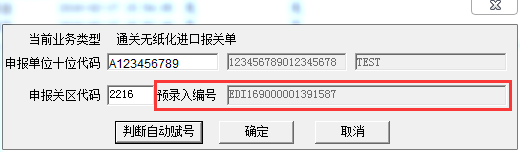 当前业务类型 通关无纸化进口报关单
申报单位十位代码 A123456789 123456789012345678 TEST
申报关区代码 2216 预录入编号 EDI169000001391587
判断自动赋号 确定 取消